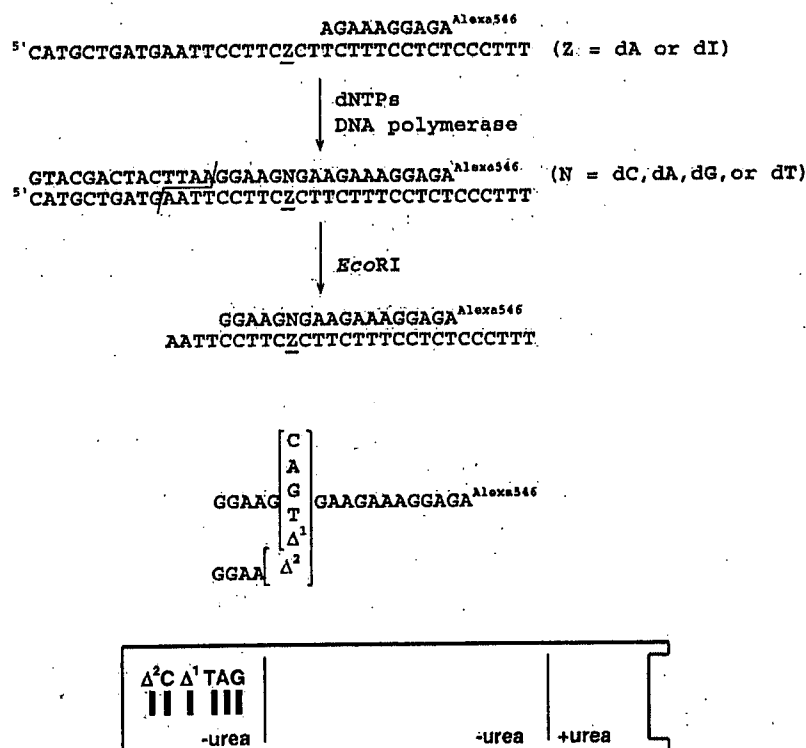 AGAAAGGAGA Alexa546
5'CATGCTGATGAATTCCTTCZCTTCTTTCCTCTCCCTTT (Z = dA or dI)
dNTPs
DNA polymerase
GTACGACTACTTAAGGAAGNGAAGAAAGGAGA Alexa546 (N = dC,dA,dG,or dT)
5'CATGCTGATGAATTCCTTCZCTTCTTTCCTCTCCCTTT
EcoRI
GGAAGNGAAGAAAGGAGA Alexa546
AATTCCTTCZCTTCTTTCCTCTCCCTTT
C
A
GGAAG G GAAGAAAGGAGA Alexa546
T
Δ1
GGAA Δ2
Δ2C Δ1 TAG
-urea -urea +urea